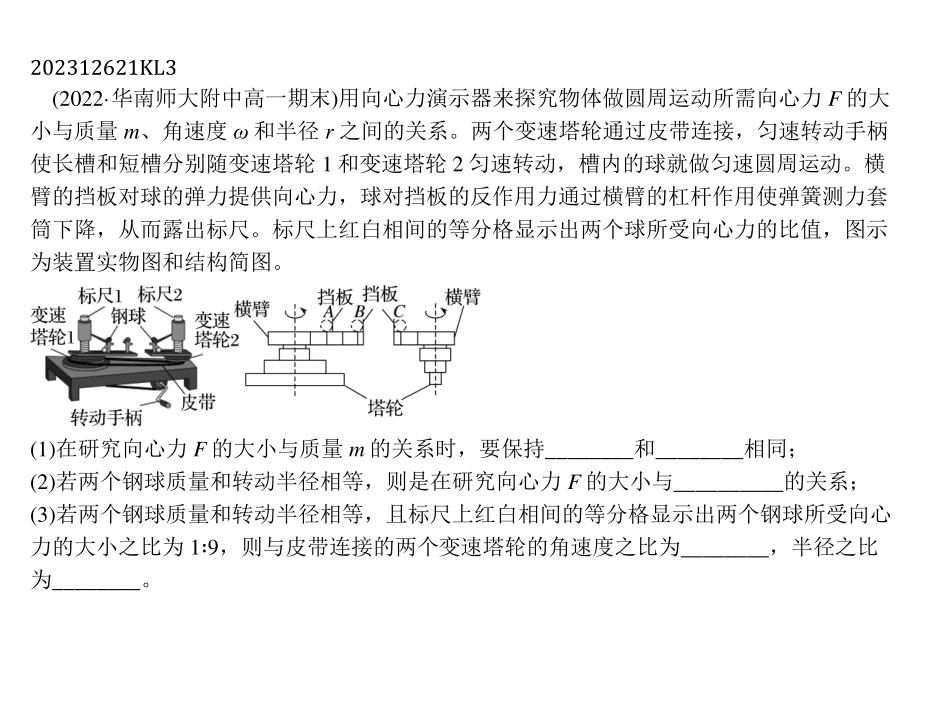 202312621KL3
(2022·华南师大附中高一期末)用向心力演示器来探究物体做圆周运动所需向心力 F 的大
小与质量 m、角速度 ω 和半径 r 之间的关系。两个变速塔轮通过皮带连接，匀速转动手柄
使长槽和短槽分别随变速塔轮 1 和变速塔轮 2 匀速转动，槽内的球就做匀速圆周运动。横
臂的挡板对球的弹力提供向心力，球对挡板的反作用力通过横臂的杠杆作用使弹簧测力套
筒下降，从而露出标尺。标尺上红白相间的等分格显示出两个球所受向心力的比值，图示
为装置实物图和结构简图。
标尺1 标尺2
变速
塔轮1
钢球
变速
塔轮2
皮带
转动手柄
横臂
挡板
挡板
横臂
A
B
C
塔轮
(1)在研究向心力 F 的大小与质量 m 的关系时，要保持________和________相同；
(2)若两个钢球质量和转动半径相等，则是在研究向心力 F 的大小与__________的关系；
(3)若两个钢球质量和转动半径相等，且标尺上红白相间的等分格显示出两个钢球所受向心
力的大小之比为 1∶9，则与皮带连接的两个变速塔轮的角速度之比为________，半径之比
为________。